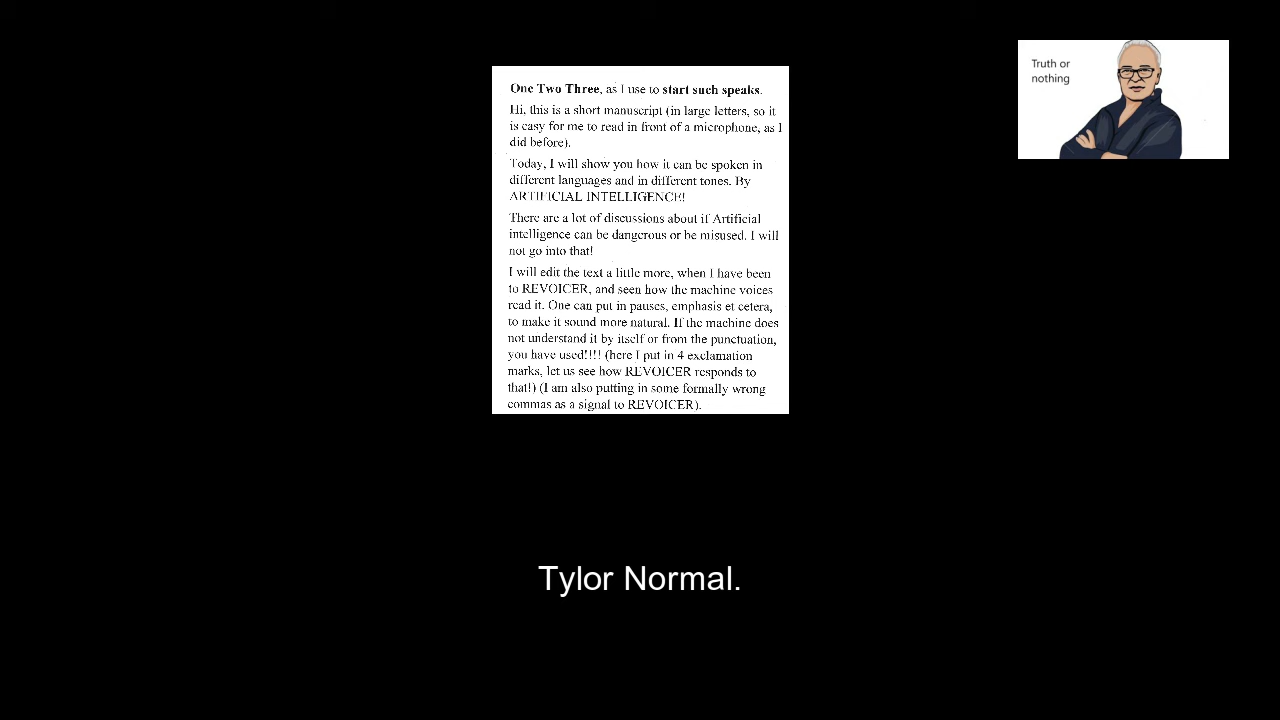 One Two Three, as I use to start such speaks.
Hi, this is a short manuscript (in large letters, so it
is easy for me to read in front of a microphone, as I
did before).
Today, I will show you how it can be spoken in
different languages and in different tones. By
ARTIFICIAL INTELLIGENCE!
There are a lot of discussions about if Artificial
intelligence can be dangerous or be misused. I will
not go into that!
I will edit the text a little more, when I have been
to REVOICER, and seen how the machine voices
read it. One can put in pauses, emphasis et cetera,
to make it sound more natural. If the machine does
not understand it by itself or from the punctuation,
you have used!!!! (here I put in 4 exclamation
marks, let us see how REVOICER responds to
that!) (I am also putting in some formally wrong
commas as a signal to REVOICER).
Truth or
nothing
Tylor Normal.